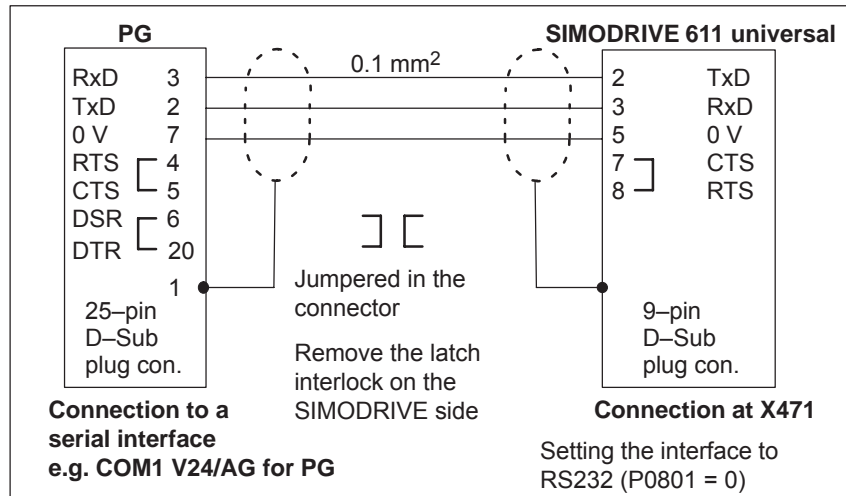 PG
SIMODRIVE 611 universal
RxD 3
0.1 mm²
2 TxD
TxD 2
3 RxD
0 V 7
5 0 V
RTS 4
7 CTS
CTS 5
8 RTS
DSR 6
DTR 20
1
25–pin
D–Sub
plug con.
Jumpered in the
connector
Remove the latch
interlock on the
SIMODRIVE side
9–pin
D–Sub
plug con.
Connection to a
serial interface
e.g. COM1 V24/AG for PG
Connection at X471
Setting the interface to
RS232 (P0801 = 0)